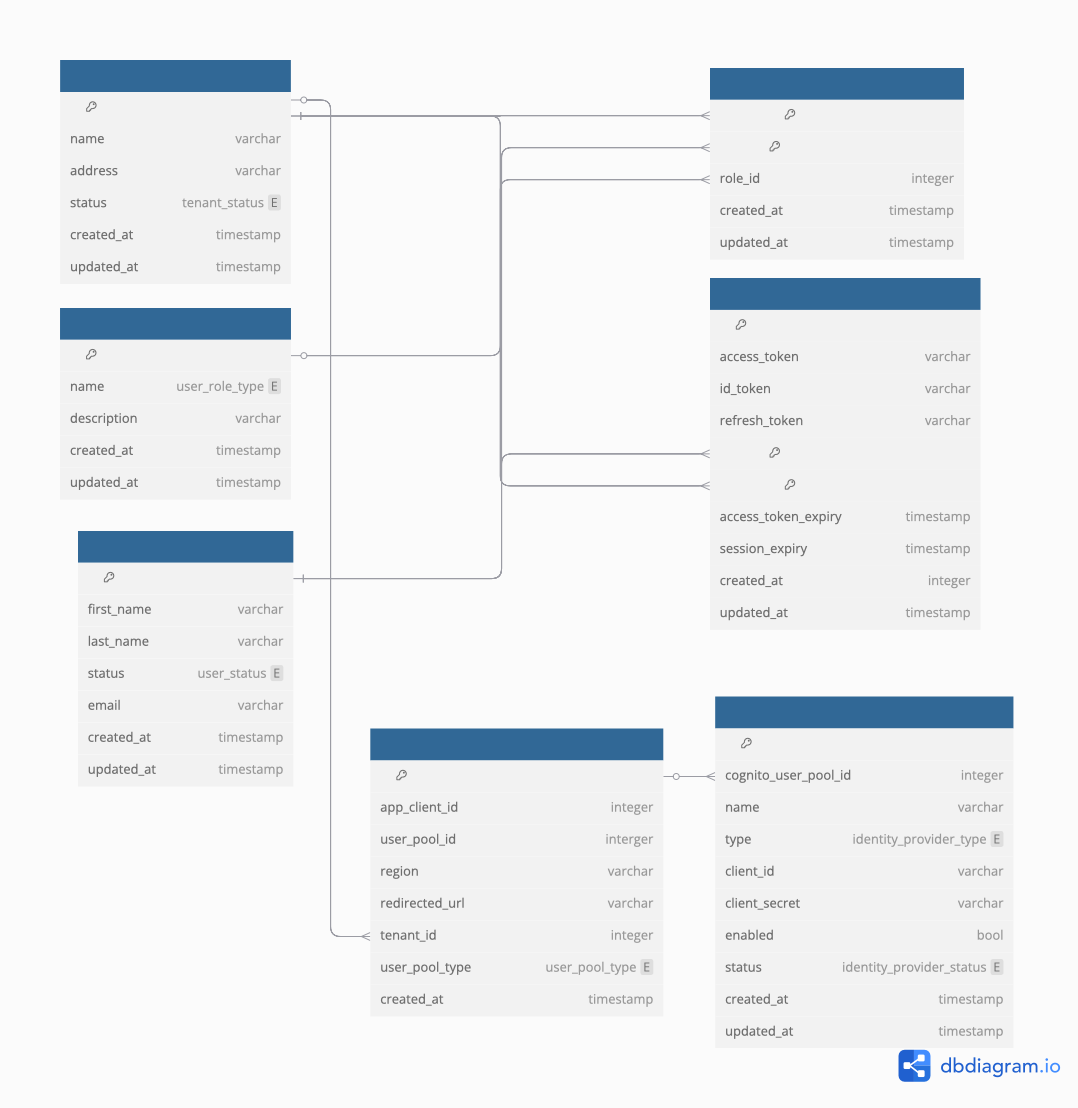 name varchar
address varchar
status tenant_status E
created_at timestamp
updated_at timestamp
name user_role_type E
description varchar
created_at timestamp
updated_at timestamp
first_name varchar
last_name varchar
status user_status E
email varchar
created_at timestamp
updated_at timestamp
role_id integer
created_at timestamp
updated_at timestamp
access_token varchar
id_token varchar
refresh_token varchar
access_token_expiry timestamp
session_expiry timestamp
created_at integer
updated_at timestamp
app_client_id integer
user_pool_id interger
region varchar
redirected_url varchar
tenant_id integer
user_pool_type user_pool_type E
created_at timestamp
cognito_user_pool_id integer
name varchar
type identity_provider_type E
client_id varchar
client_secret varchar
enabled bool
status identity_provider_status E
created_at timestamp
updated_at timestamp
dbdiagram.io